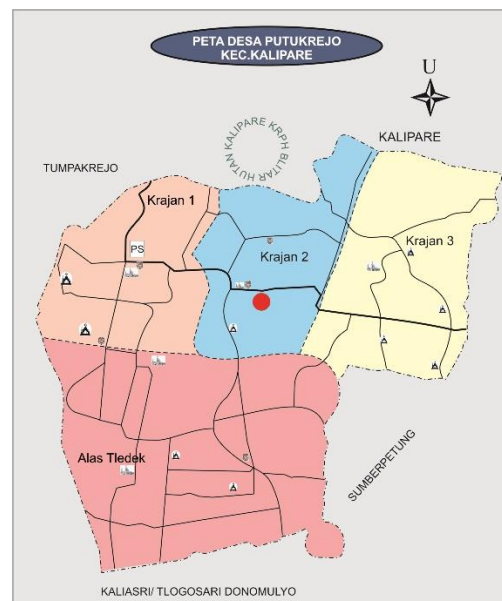 PETA DESA PUTUKREJO
KEC.KALIPARE
U
KALIPARE
HUTAN KALIPARE KRPH BLITAR
TUMPAKREJO
Krajan 1
PS
Krajan 2
Krajan 3
Alas Tledek
SUMBERPETUNG
KALIASRI/ TLOGOSARI DONOMULYO